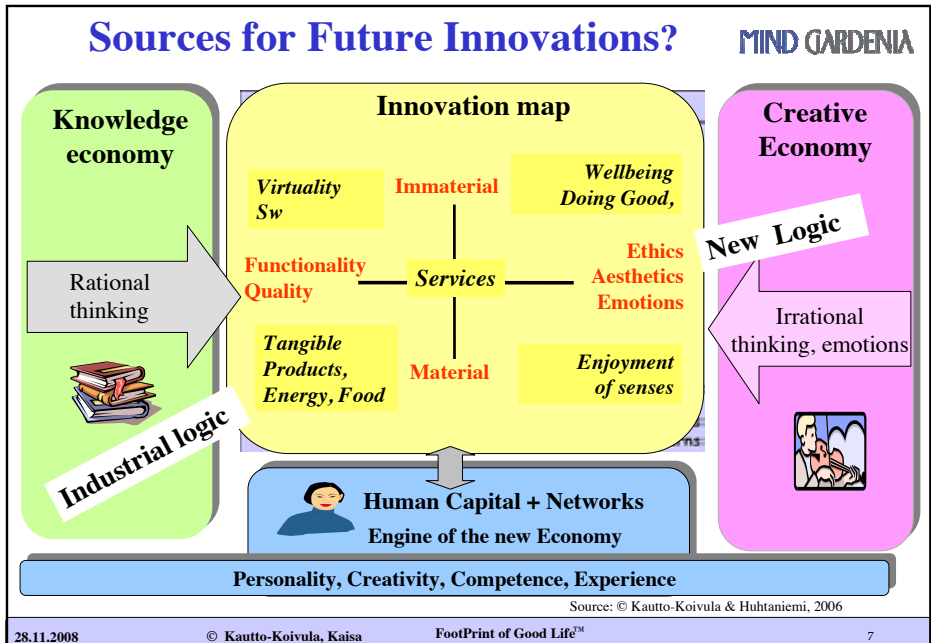 Sources for Future Innovations?
MIND GARDENIA
Knowledge
economy
Rational
thinking
Industrial logic
Innovation map
Virtuality
Sw
Immaterial
Wellbeing
Doing Good,
Functionality
Quality
Services
Ethics
Aesthetics
Emotions
Tangible
Products,
Energy, Food
Material
Enjoyment
of senses
Creative
Economy
New Logic
Irrational
thinking, emotions
Human Capital + Networks
Engine of the new Economy
Personality, Creativity, Competence, Experience
Source: © Kautto-Koivula & Huhtaniemi, 2006
28.11.2008
© Kautto-Koivula, Kaisa
FootPrint of Good Life™
7